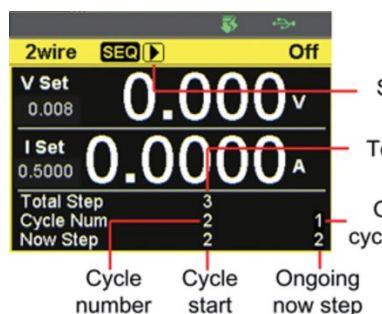 2wire SEQ Off
V Set
0.008 0.000 V
I Set
0.5000 0.0000 A
Total Step 3
Cycle Num 2 1
Now Step 2 2
Cycle number
Cycle start
Ongoing now step